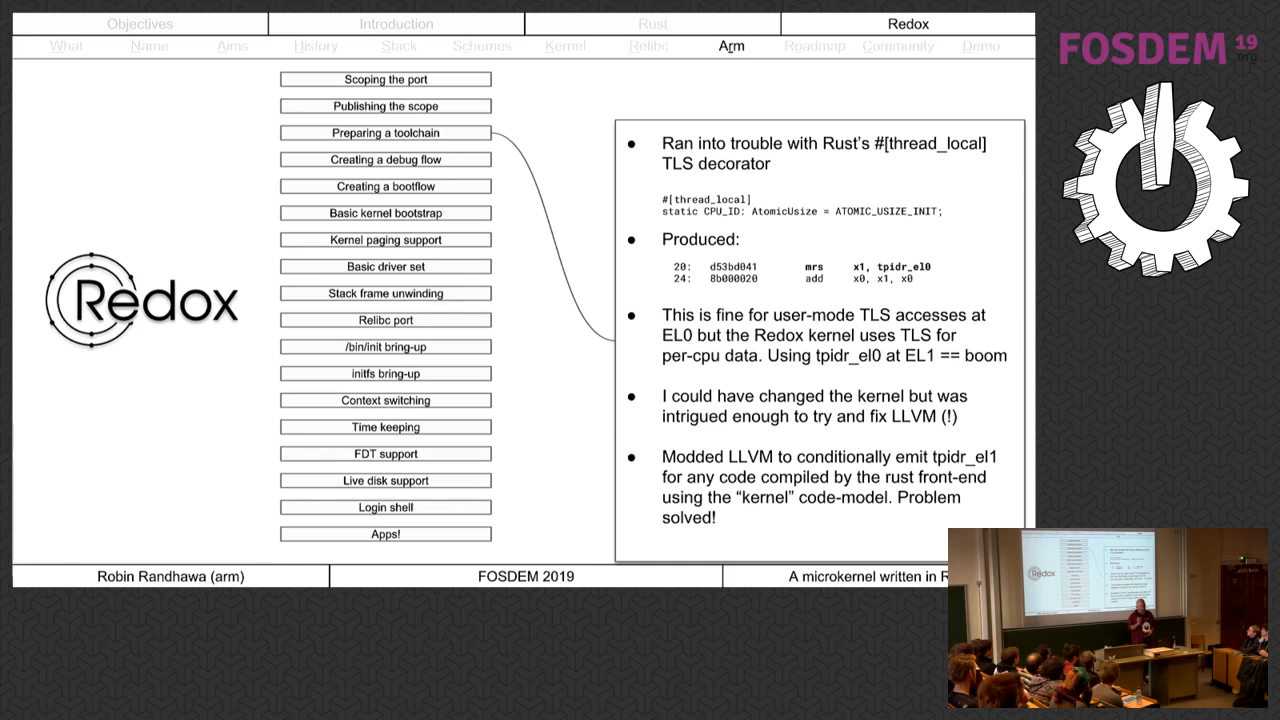 Objectives
Introduction
Rust
Redox
What
Name
Aims
History
Stack
Schemes
Kernel
Relibc
Arm
Roadmap
Community
Demo
FOSDEM 19
.org
Scoping the port
Publishing the scope
Preparing a toolchain
Creating a debug flow
Creating a bootflow
Basic kernel bootstrap
Kernel paging support
Basic driver set
Stack frame unwinding
Relibc port
/bin/init bring-up
initfs bring-up
Context switching
Time keeping
FDT support
Live disk support
Login shell
Apps!
Redox
● Ran into trouble with Rust's #[thread_local]
TLS decorator
#[thread_local]
static CPU_ID: AtomicUsize = ATOMIC_USIZE_INIT;
● Produced:
20: d53bd041 mrs x1, tpidr_el0
24: 8b000020 add x0, x1, x0
● This is fine for user-mode TLS accesses at
EL0 but the Redox kernel uses TLS for
per-cpu data. Using tpidr_el0 at EL1 == boom
● I could have changed the kernel but was
intrigued enough to try and fix LLVM (!)
● Modded LLVM to conditionally emit tpidr_el1
for any code compiled by the rust front-end
using the “kernel” code-model. Problem
solved!
Robin Randhawa (arm)
FOSDEM 2019
A microkernel written in R
Redox